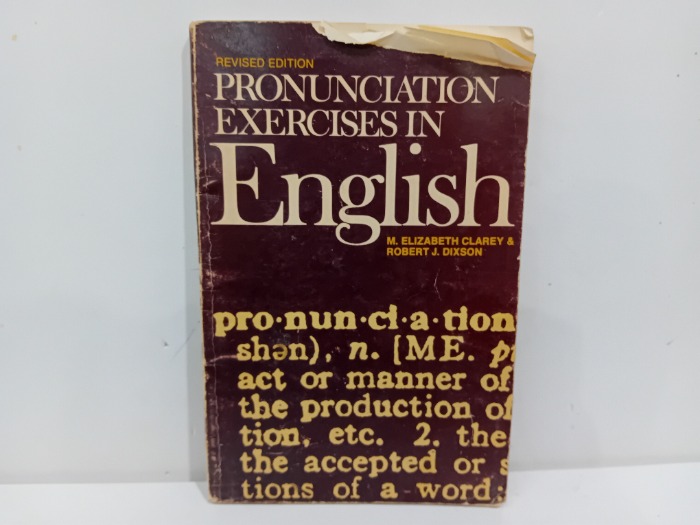 REVISED EDITION
PRONUNCIATION
EXERCISES IN
English
M. ELIZABETH CLAREY &
ROBERT J. DIXSON
pro·nun·ci·a·tion
shən), n. [ME.
act or manner of
the production of
tion, etc. 2. the
the accepted or
tions of a word;